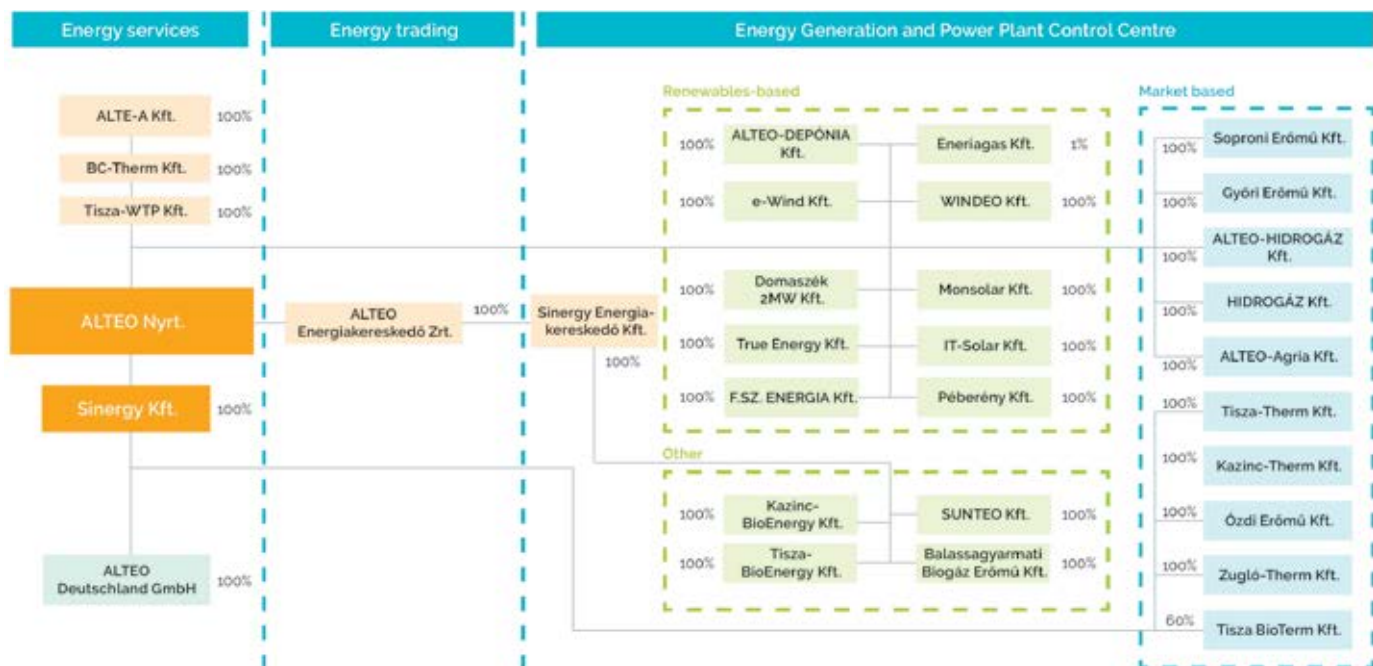 Energy services
Energy trading
Energy Generation and Power Plant Control Centre
ALTE-A Kft.
100%
BC-Therm Kft.
100%
Tisza-WTP Kft.
100%
ALTEO Nyrt.
Sinergy Kft.
100%
ALTEO
Deutschland GmbH
100%
ALTEO
Energiakereskedő Zrt.
100%
Sinergy Energia-
kereskedő Kft.
100%
Renewables-based
100%
ALTEO-DEPÓNIA
Kft.
Eneriagas Kft.
1%
100%
e-Wind Kft.
WINDEO Kft.
100%
100%
Domaszék
2MW Kft.
Monsolar Kft.
100%
100%
True Energy Kft.
IT-Solar Kft.
100%
100%
F.SZ. ENERGIA Kft.
Péberény Kft.
100%
Other
100%
Kazinc-
BioEnergy Kft.
SUNTEO Kft.
100%
100%
Tisza-
BioEnergy Kft.
Balassagyarmati
Biogáz Erőmű Kft.
100%
Market based
100%
Soproni Erőmű Kft.
100%
Győri Erőmű Kft.
100%
ALTEO-HIDROGÁZ
Kft.
100%
HIDROGÁZ Kft.
100%
ALTEO-Agria Kft.
100%
Tisza-Therm Kft.
100%
Kazinc-Therm Kft.
100%
Ózdi Erőmű Kft.
100%
Zugló-Therm Kft.
60%
Tisza BioTerm Kft.